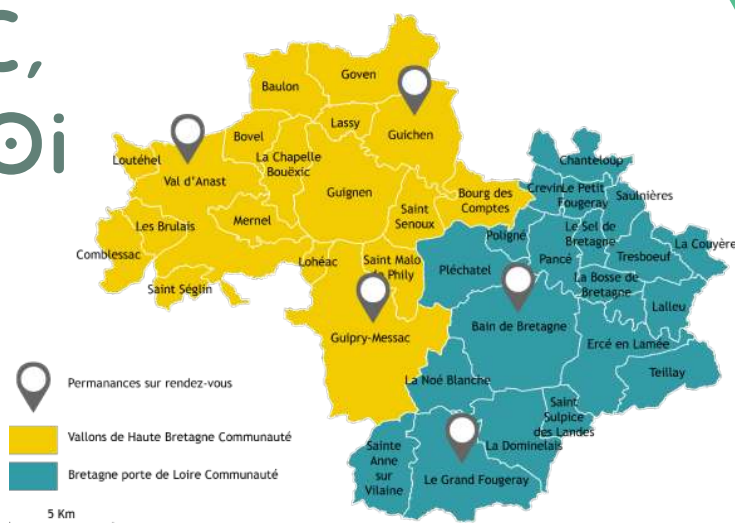 C,
oi
Goven
Baulon
Lassy
Guichen
Bovel
Loutéhel
La Chapelle
Bouëxic
Val d'Anast
Guignen
Bourg des
Comptes
Saint
Senoux
Mernel
Les Brulais
Comblessac
Saint Séglin
Lohéac
Saint Malo
de Phily
Guipry-Messac
Chanteloup
Crevin
Le Petit
Fougeray
Saulnières
Poligné
Le Sel de
Bretagne
La Couyère
Pancé
Tresboeuf
Pléchatel
La Bosse de
Bretagne
Lalleu
Bain de Bretagne
Ercé en Lamée
Teillay
La Noé Blanche
Saint
Sulpice
des Landes
La Dominelais
Sainte
Anne
sur
Vilaine
Le Grand Fougeray
Permanances sur rendez-vous
Vallons de Haute Bretagne Communauté
Bretagne porte de Loire Communauté
5 Km